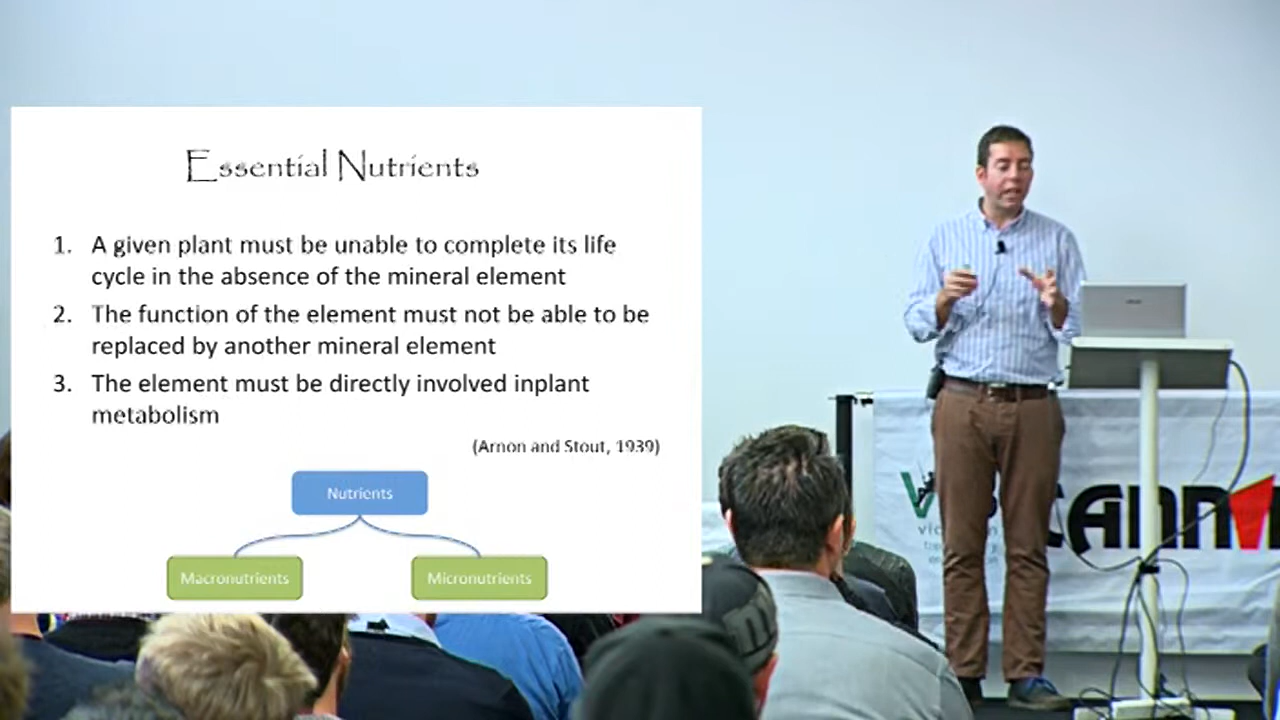 Essential Nutrients
1. A given plant must be unable to complete its life
cycle in the absence of the mineral element
2. The function of the element must not be able to be
replaced by another mineral element
3. The element must be directly involved inplant
metabolism
(Arnon and Stout, 1939)
Nutrients
Macronutrients Micronutrients